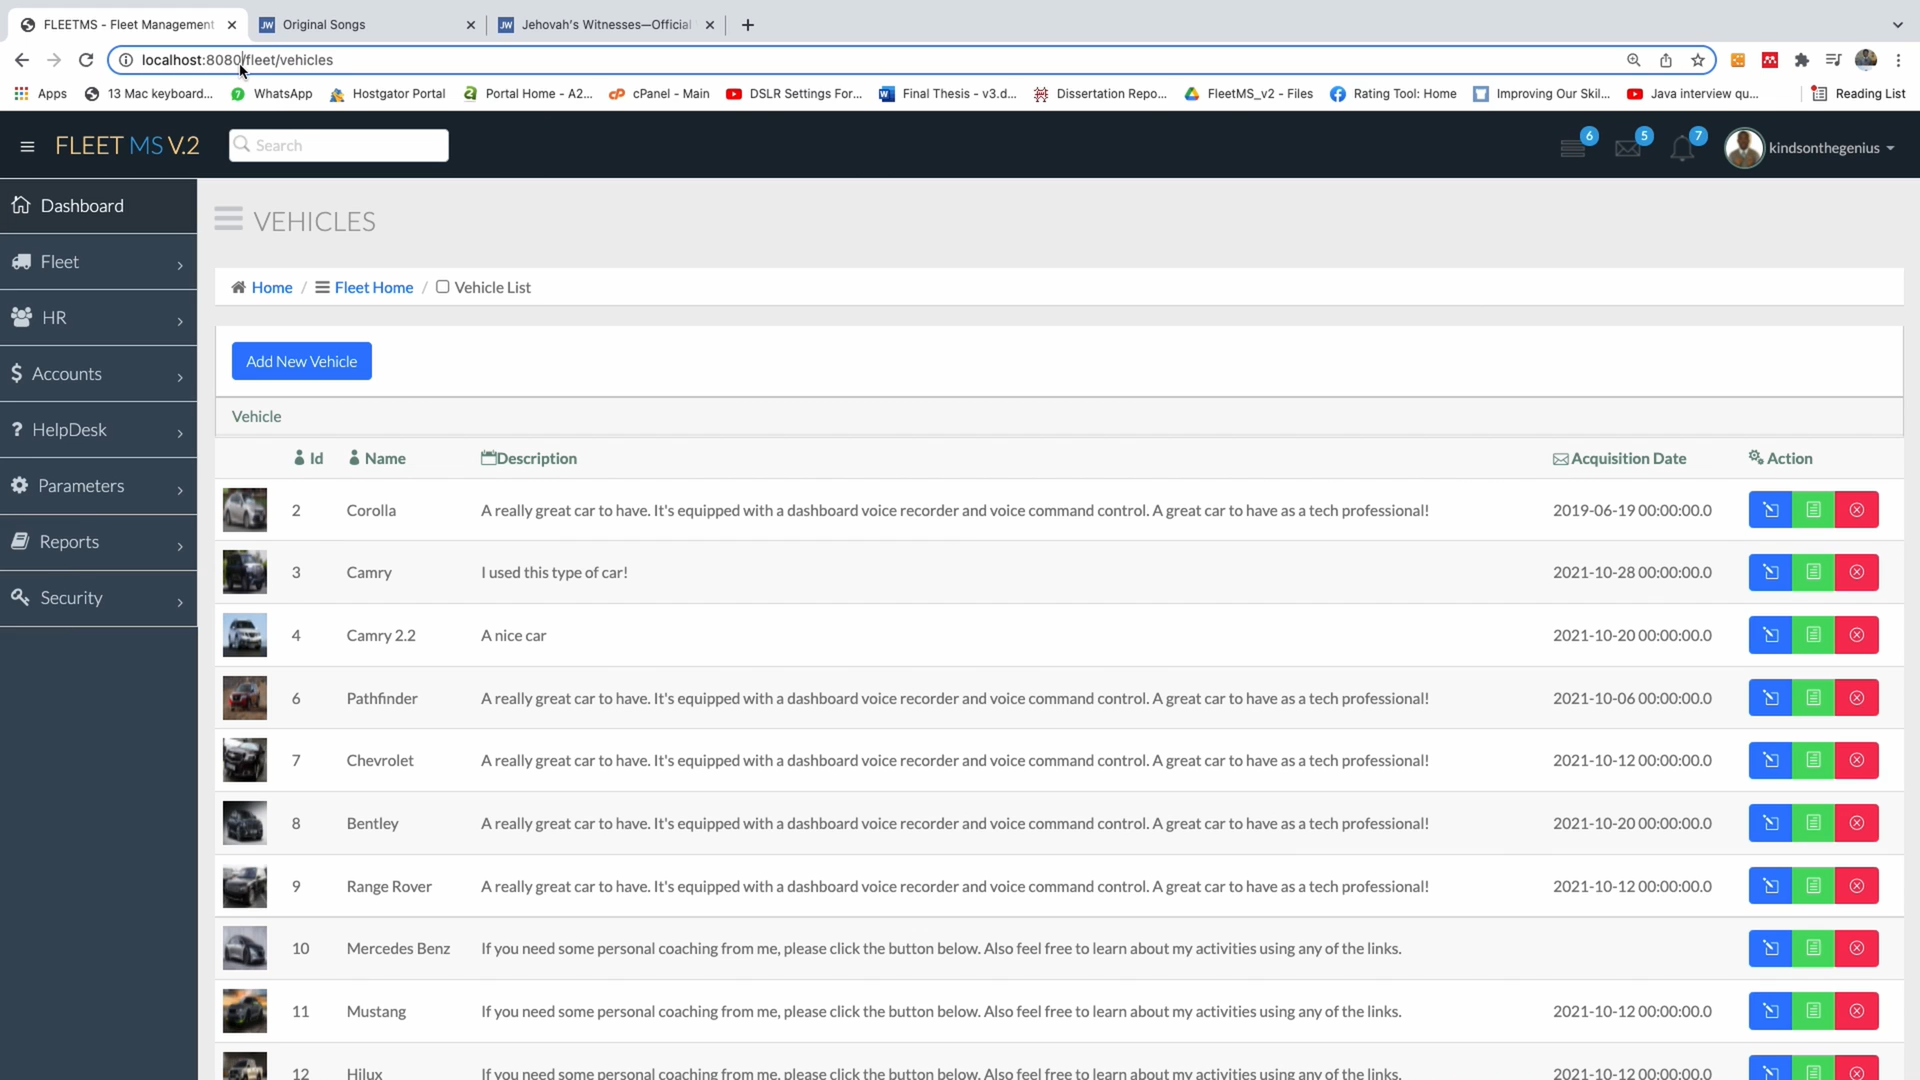 FLEETMS - Fleet Management
Original Songs
Jehovah's Witnesses—Official
localhost:8080/fleet/vehicles
Apps
13 Mac keyboard...
WhatsApp
Hostgator Portal
Portal Home - A2...
cPanel - Main
DSLR Settings For...
Final Thesis - v3.d...
Dissertation Repo...
FleetMS_v2 - Files
Rating Tool: Home
Improving Our Skil...
Java interview qu...
Reading List
FLEET MS V.2
Search
6
5
7
kindsonthegenius
Dashboard
Fleet
HR
Accounts
HelpDesk
Parameters
Reports
Security
VEHICLES
Home / Fleet Home / Vehicle List
Add New Vehicle
Vehicle
Id Name Description Acquisition Date Action
2 Corolla A really great car to have. It's equipped with a dashboard voice recorder and voice command control. A great car to have as a tech professional! 2019-06-19 00:00:00.0
3 Camry I used this type of car! 2021-10-28 00:00:00.0
4 Camry 2.2 A nice car 2021-10-20 00:00:00.0
6 Pathfinder A really great car to have. It's equipped with a dashboard voice recorder and voice command control. A great car to have as a tech professional! 2021-10-06 00:00:00.0
7 Chevrolet A really great car to have. It's equipped with a dashboard voice recorder and voice command control. A great car to have as a tech professional! 2021-10-12 00:00:00.0
8 Bentley A really great car to have. It's equipped with a dashboard voice recorder and voice command control. A great car to have as a tech professional! 2021-10-20 00:00:00.0
9 Range Rover A really great car to have. It's equipped with a dashboard voice recorder and voice command control. A great car to have as a tech professional! 2021-10-12 00:00:00.0
10 Mercedes Benz If you need some personal coaching from me, please click the button below. Also feel free to learn about my activities using any of the links.
11 Mustang If you need some personal coaching from me, please click the button below. Also feel free to learn about my activities using any of the links. 2021-10-12 00:00:00.0
12 Hilux If you need some personal coaching from me, please click the button below. Also feel free to learn about my activities using any of the links. 2021-10-12 00:00:00.0